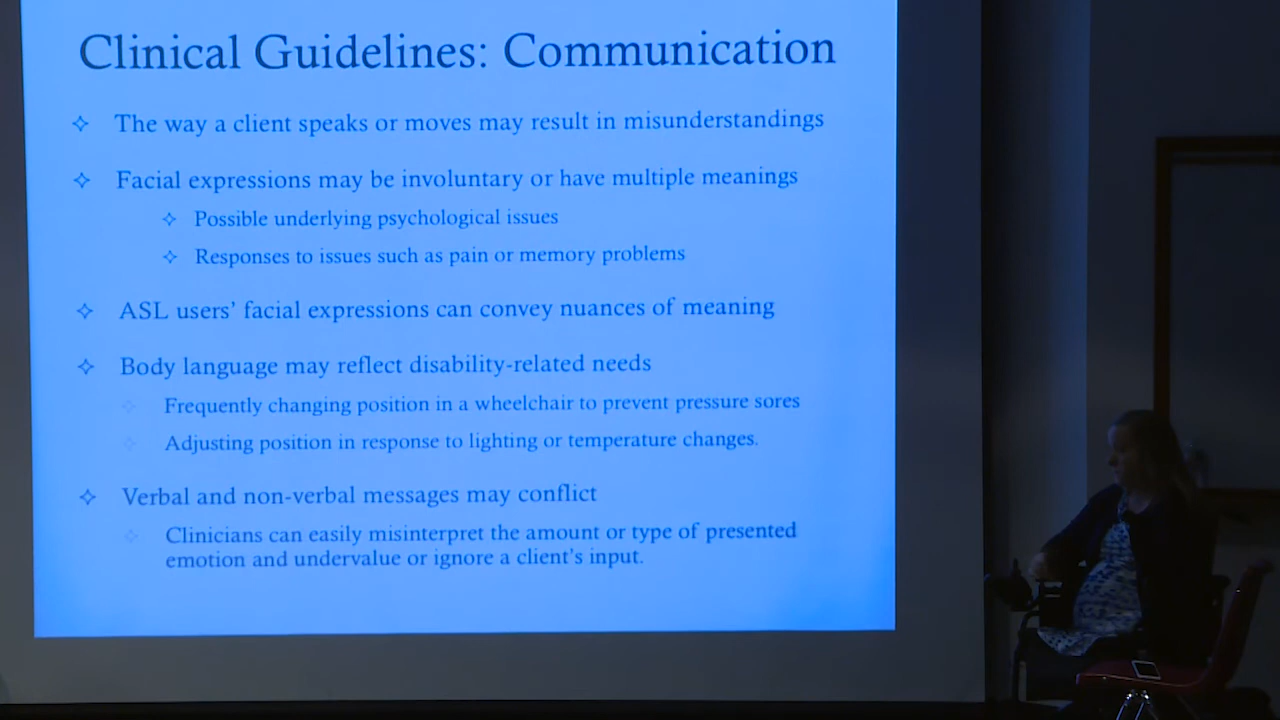 Clinical Guidelines: Communication
The way a client speaks or moves may result in misunderstandings
Facial expressions may be involuntary or have multiple meanings
Possible underlying psychological issues
Responses to issues such as pain or memory problems
ASL users’ facial expressions can convey nuances of meaning
Body language may reflect disability-related needs
Frequently changing position in a wheelchair to prevent pressure sores
Adjusting position in response to lighting or temperature changes.
Verbal and non-verbal messages may conflict
Clinicians can easily misinterpret the amount or type of presented
emotion and undervalue or ignore a client’s input.